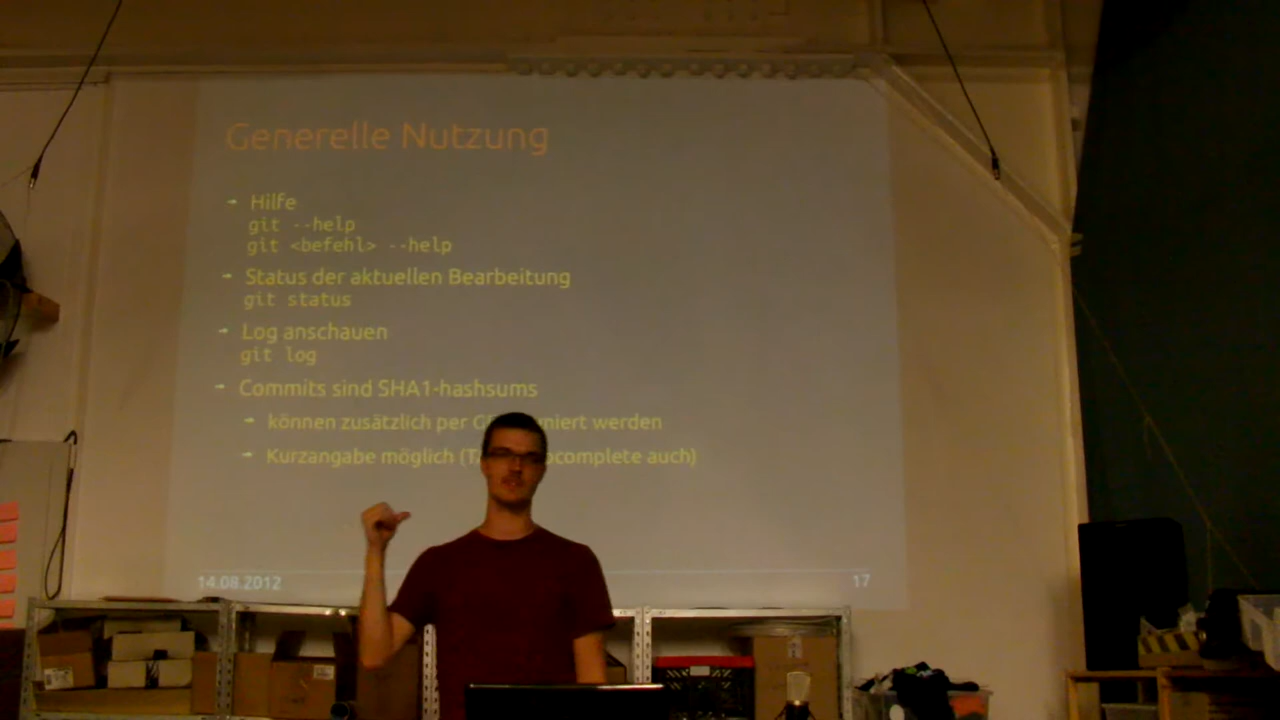 Generelle Nutzung
Hilfe
git --help
git <befehl> --help
Status der aktuellen Bearbeitung
git status
Log anschauen
git log
Commits sind SHA1-hashsums
können zusätzlich per werden
Kurzangabe möglich auch)
14.08.2012
17